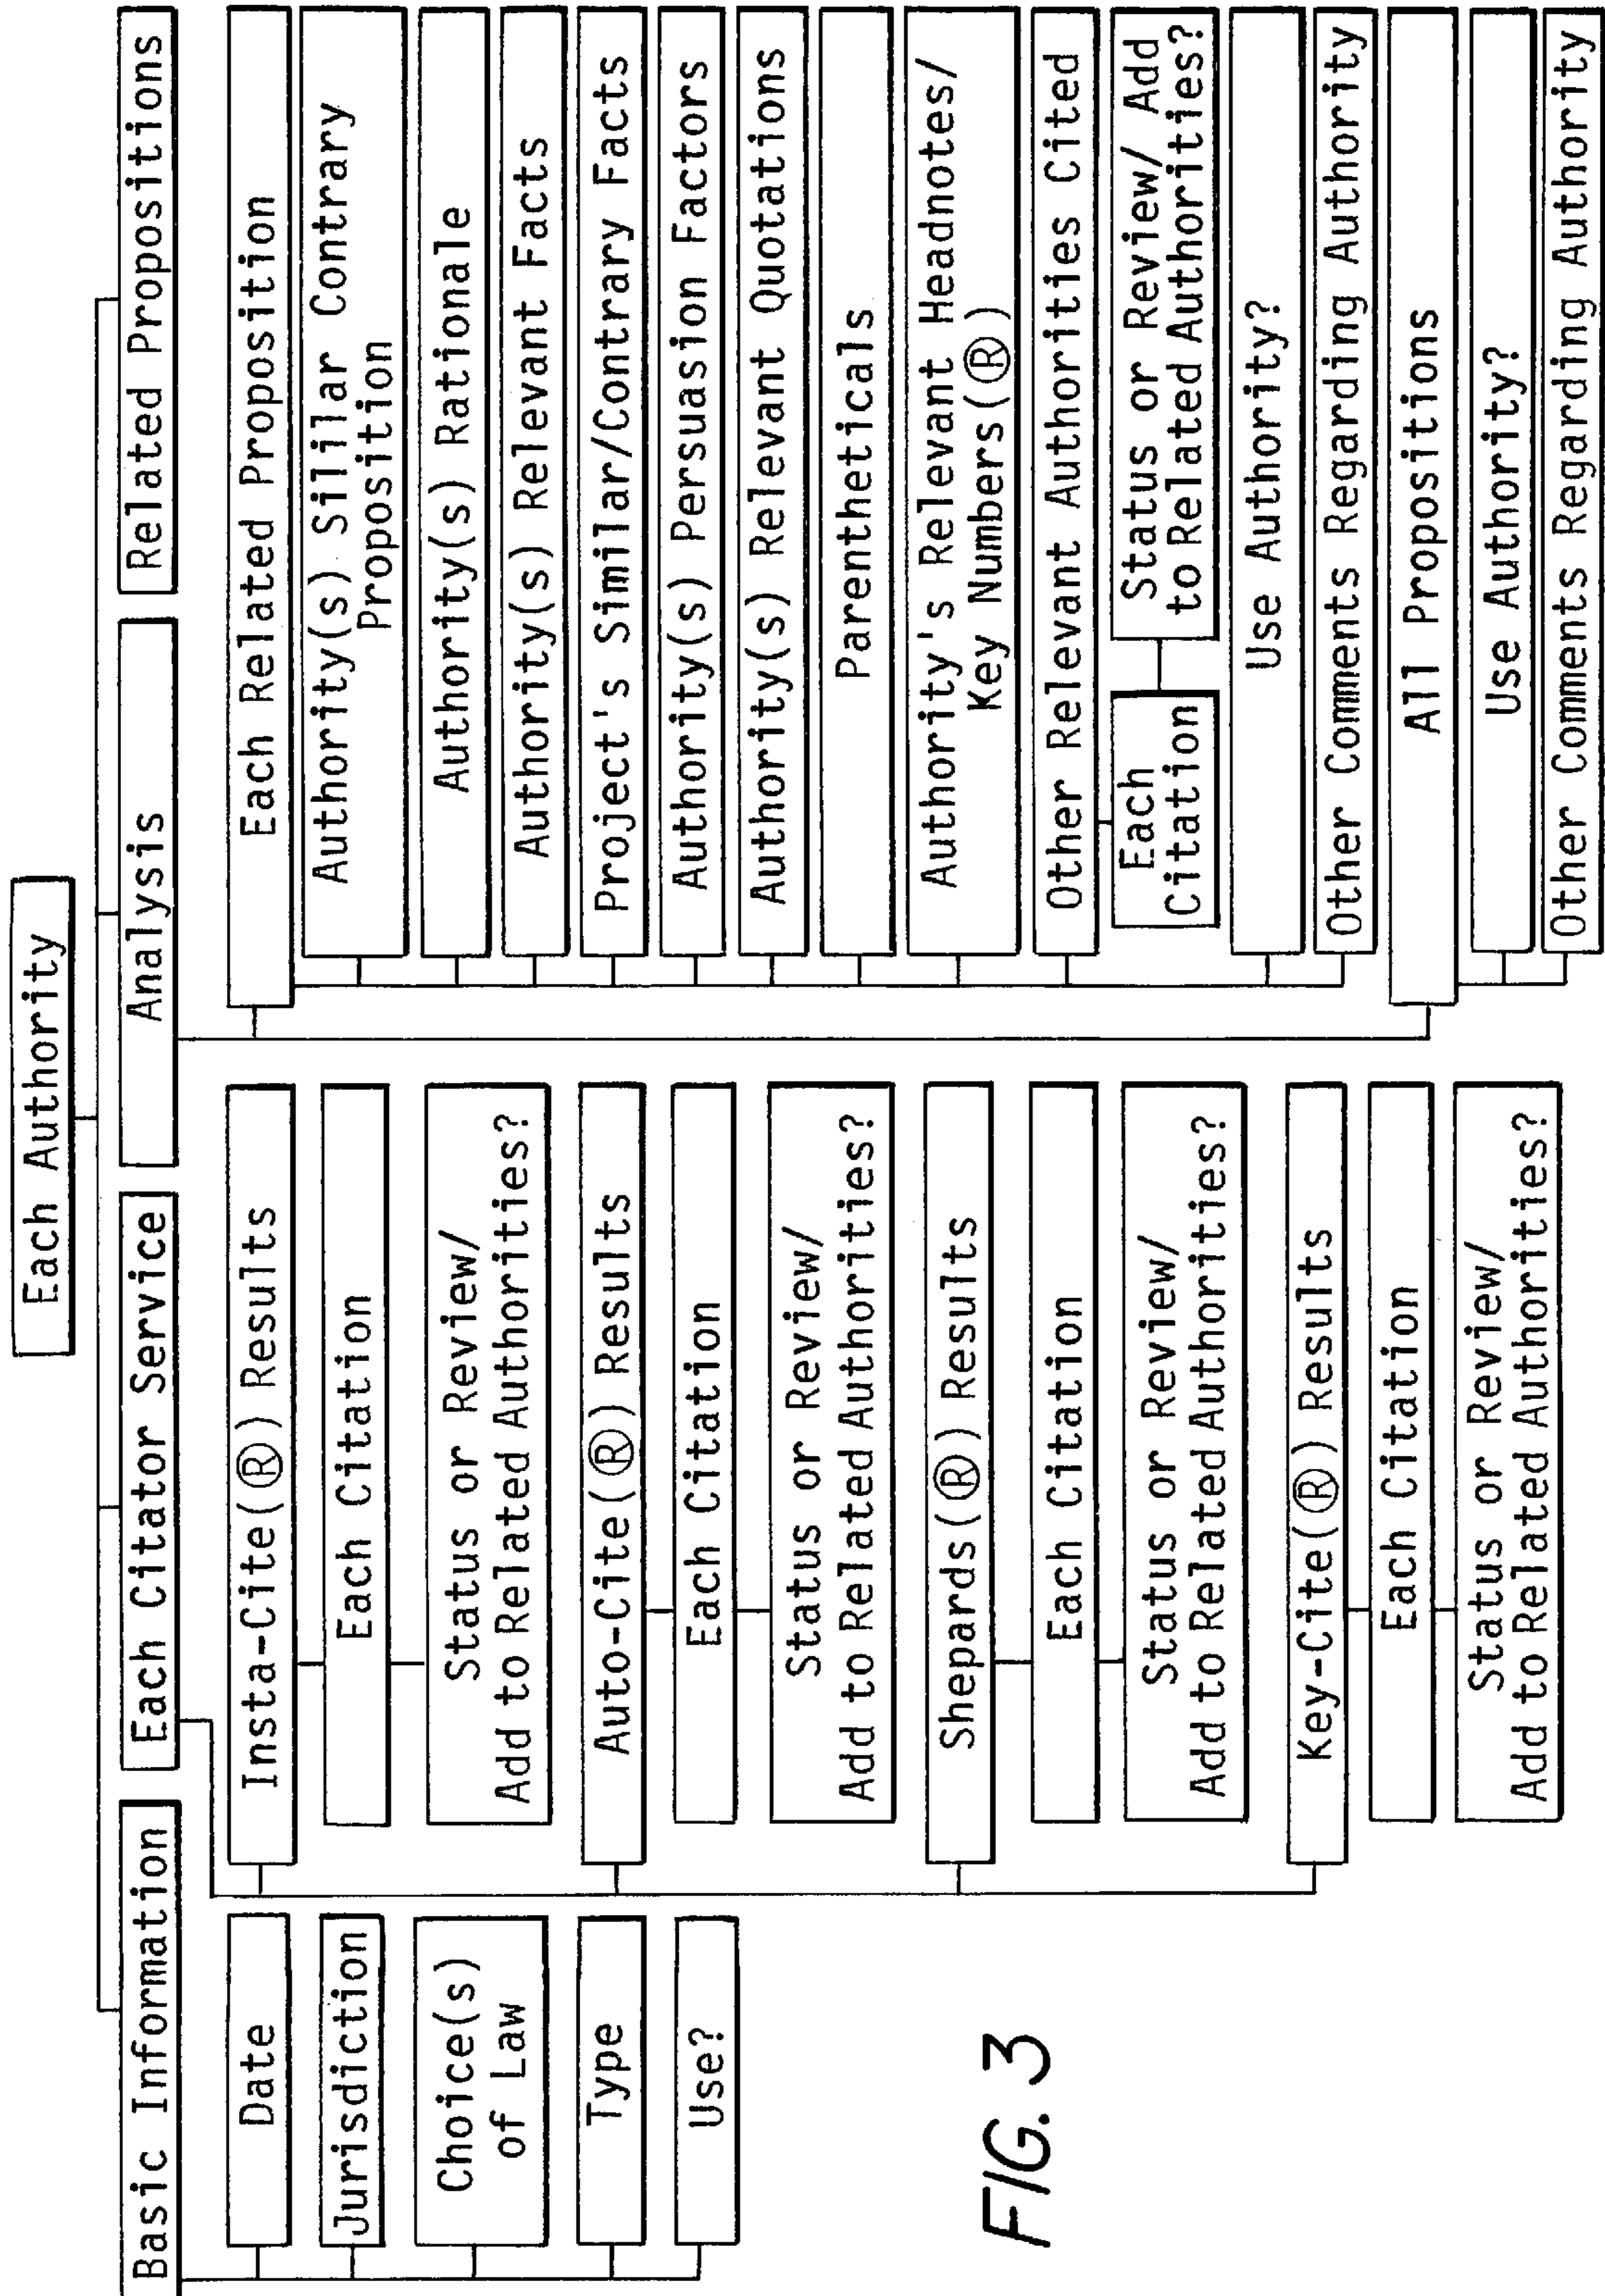 Each Authority
Basic Information
Each Citator Service
Analysis
Related Propositions
Date
Jurisdiction
Choice(s)
of Law
Type
Use?
Insta-Cite(®) Results
Each Citation
Status or Review/
Add to Related Authorities?
Auto-Cite(®) Results
Each Citation
Status or Review/
Add to Related Authorities?
Shepards(®) Results
Each Citation
Status or Review/
Add to Related Authorities?
Key-Cite(®) Results
Each Citation
Status or Review/
Add to Related Authorities?
Each Related Proposition
Authority(s) Sililar Contrary
Proposition
Authority(s) Rationale
Authority(s) Relevant Facts
Project's Similar/Contrary Facts
Authority(s) Persuasion Factors
Authority(s) Relevant Quotations
Parentheticals
Authority's Relevant Headnotes/
Key Numbers(®)
Other Relevant Authorities Cited
Each
Citation
Status or Review/ Add
to Related Authorities?
Use Authority?
Other Comments Regarding Authority
All Propositions
Use Authority?
Other Comments Regarding Authority
FIG. 3